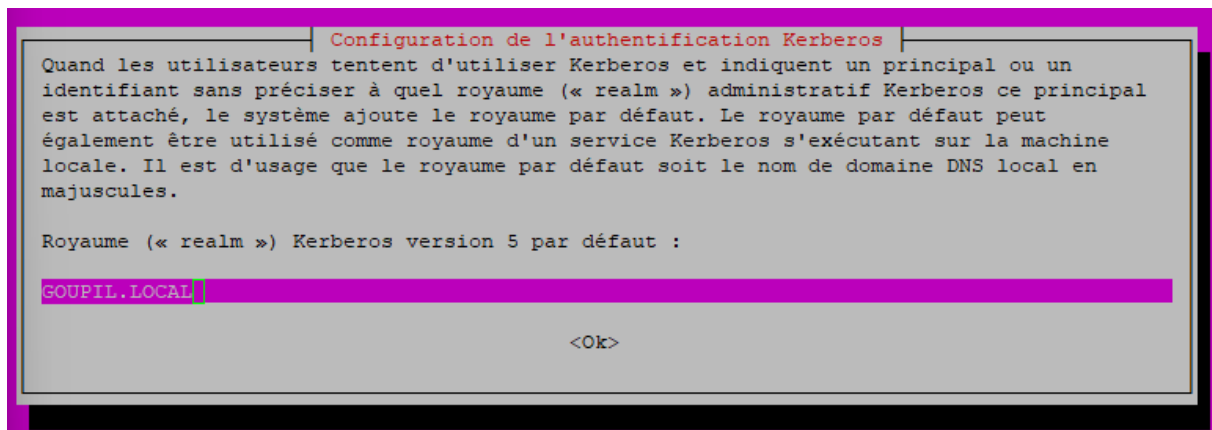 Configuration de l'authentification Kerberos
Quand les utilisateurs tentent d'utiliser Kerberos et indiquent un principal ou un
identifiant sans préciser à quel royaume (« realm ») administratif Kerberos ce principal
est attaché, le système ajoute le royaume par défaut. Le royaume par défaut peut
également être utilisé comme royaume d'un service Kerberos s'exécutant sur la machine
locale. Il est d'usage que le royaume par défaut soit le nom de domaine DNS local en
majuscules.
Royaume (« realm ») Kerberos version 5 par défaut :
GOUPIL.LOCAL
<Ok>